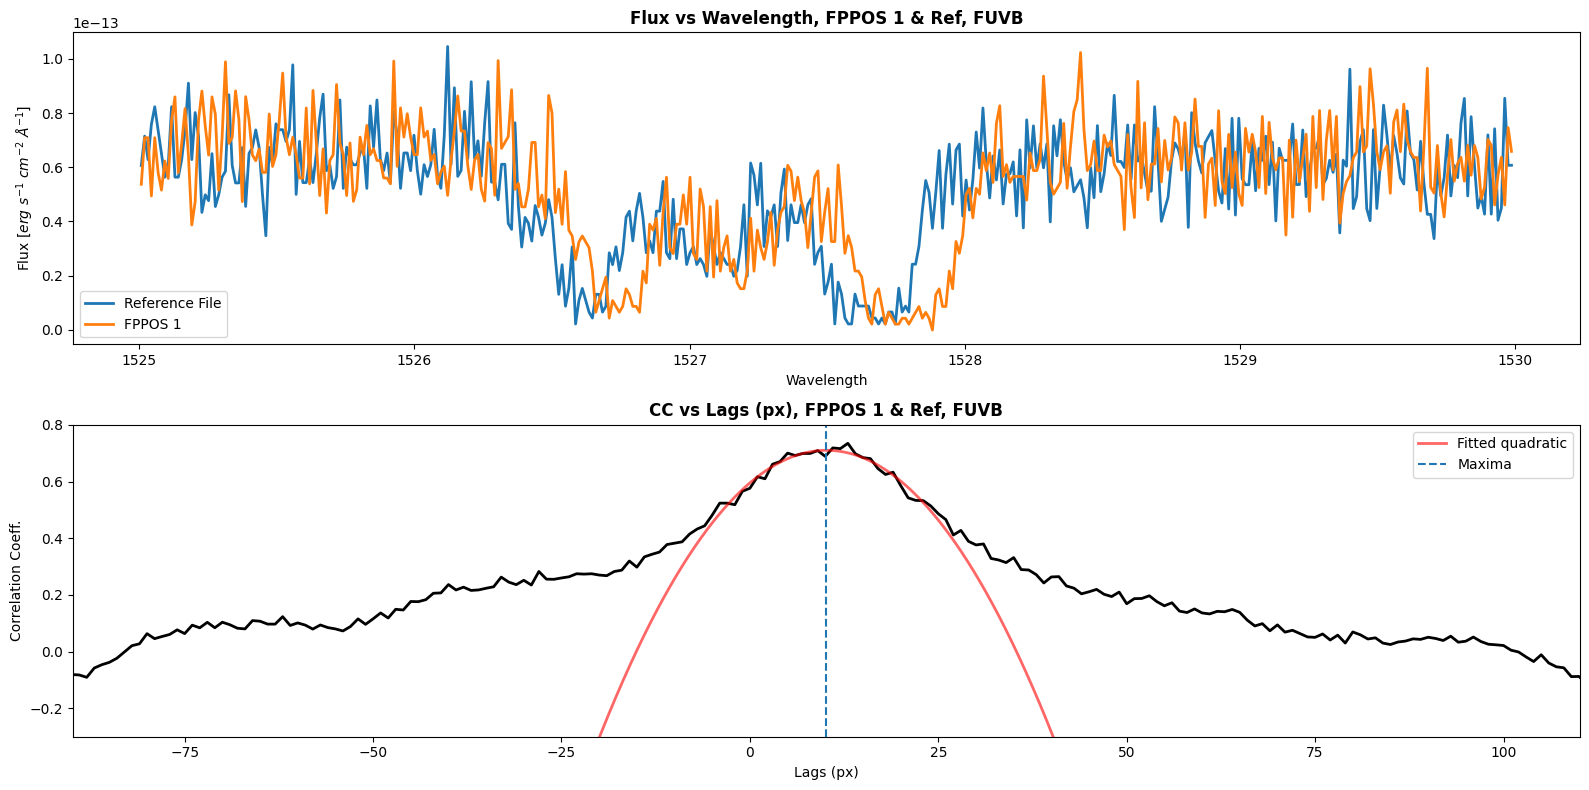 Flux vs Wavelength, FPPOS 1 & Ref, FUVB
1e−13
Flux [erg s⁻¹ cm⁻² Å⁻¹]
1.0
0.8
0.6
0.4
0.2
0.0
Reference File
FPPOS 1
1525 1526 1527 1528 1529 1530
Wavelength
CC vs Lags (px), FPPOS 1 & Ref, FUVB
Correlation Coeff.
0.8
0.6
0.4
0.2
0.0
−0.2
Fitted quadratic
Maxima
−75 −50 −25 0 25 50 75 100
Lags (px)